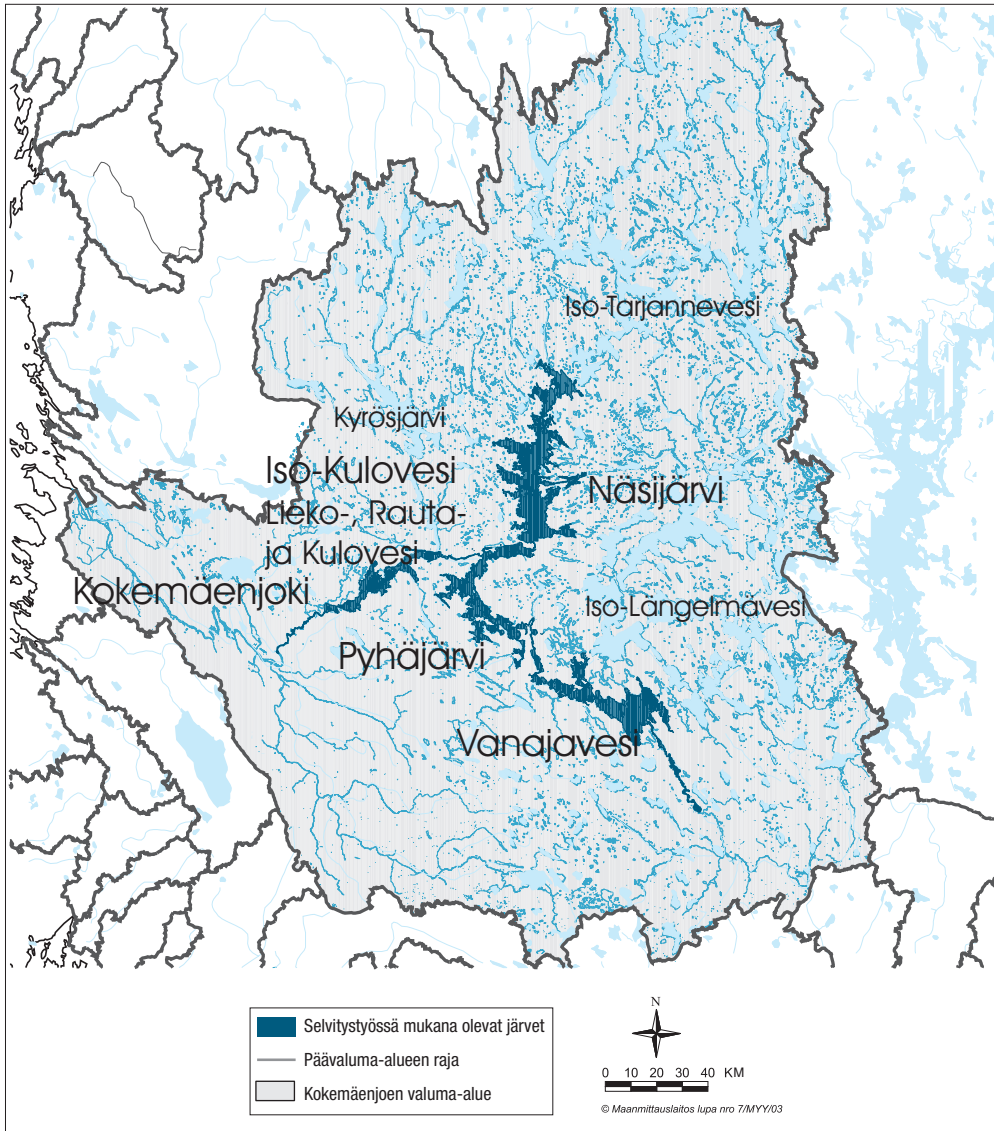 Iso-Tarjannevesi
Kyrösjärvi
Iso-Kulovesi
Näsijärvi
Lieko-, Rauta-
ja Kulovesi
Kokemäenjoki
Iso-Längelmävesi
Pyhäjärvi
Vanajavesi
Selvitystyössä mukana olevat järvet
Päävaluma-alueen raja
Kokemäenjoen valuma-alue
N
0 10 20 30 40 KM
© Maanmittauslaitos lupa nro 7/MYY/03